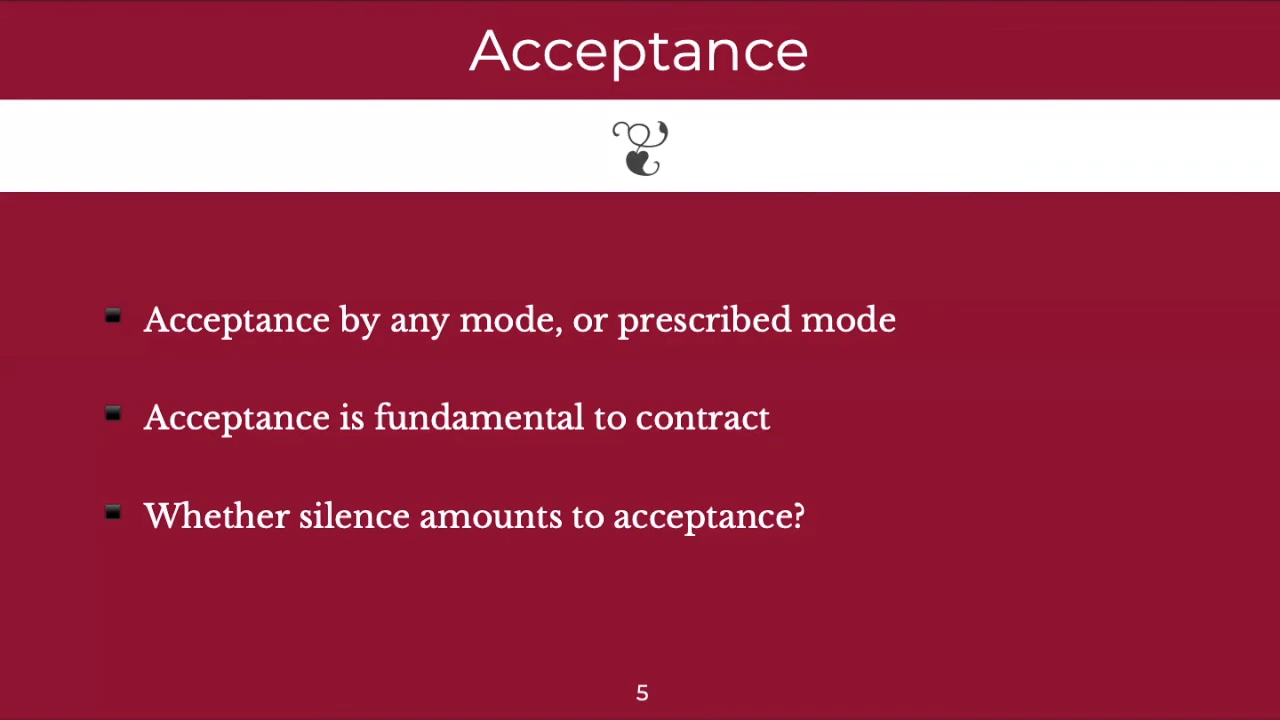 Acceptance
Acceptance by any mode, or prescribed mode
Acceptance is fundamental to contract
Whether silence amounts to acceptance?
5